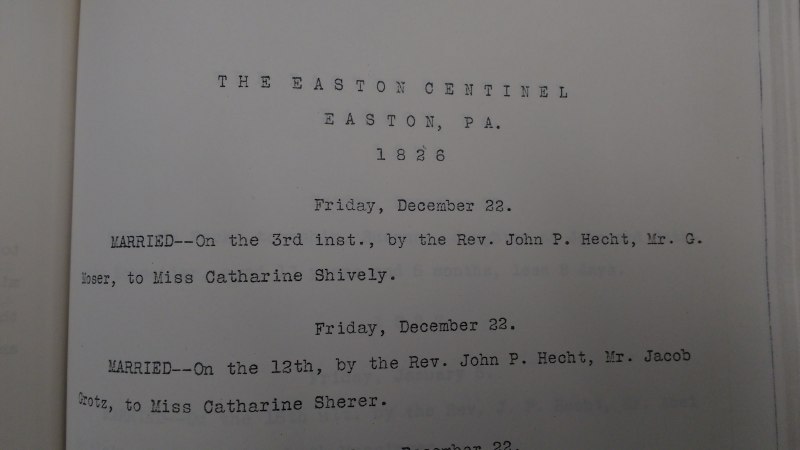 THE EASTON CENTINEL
EASTON, PA.
1826
Friday, December 22.
MARRIED--On the 3rd inst., by the Rev. John P. Hecht, Mr. G.
Moser, to Miss Catharine Shively.
Friday, December 22.
MARRIED--On the 12th, by the Rev. John P. Hecht, Mr. Jacob
Grotz, to Miss Catharine Sherer.
December 22.